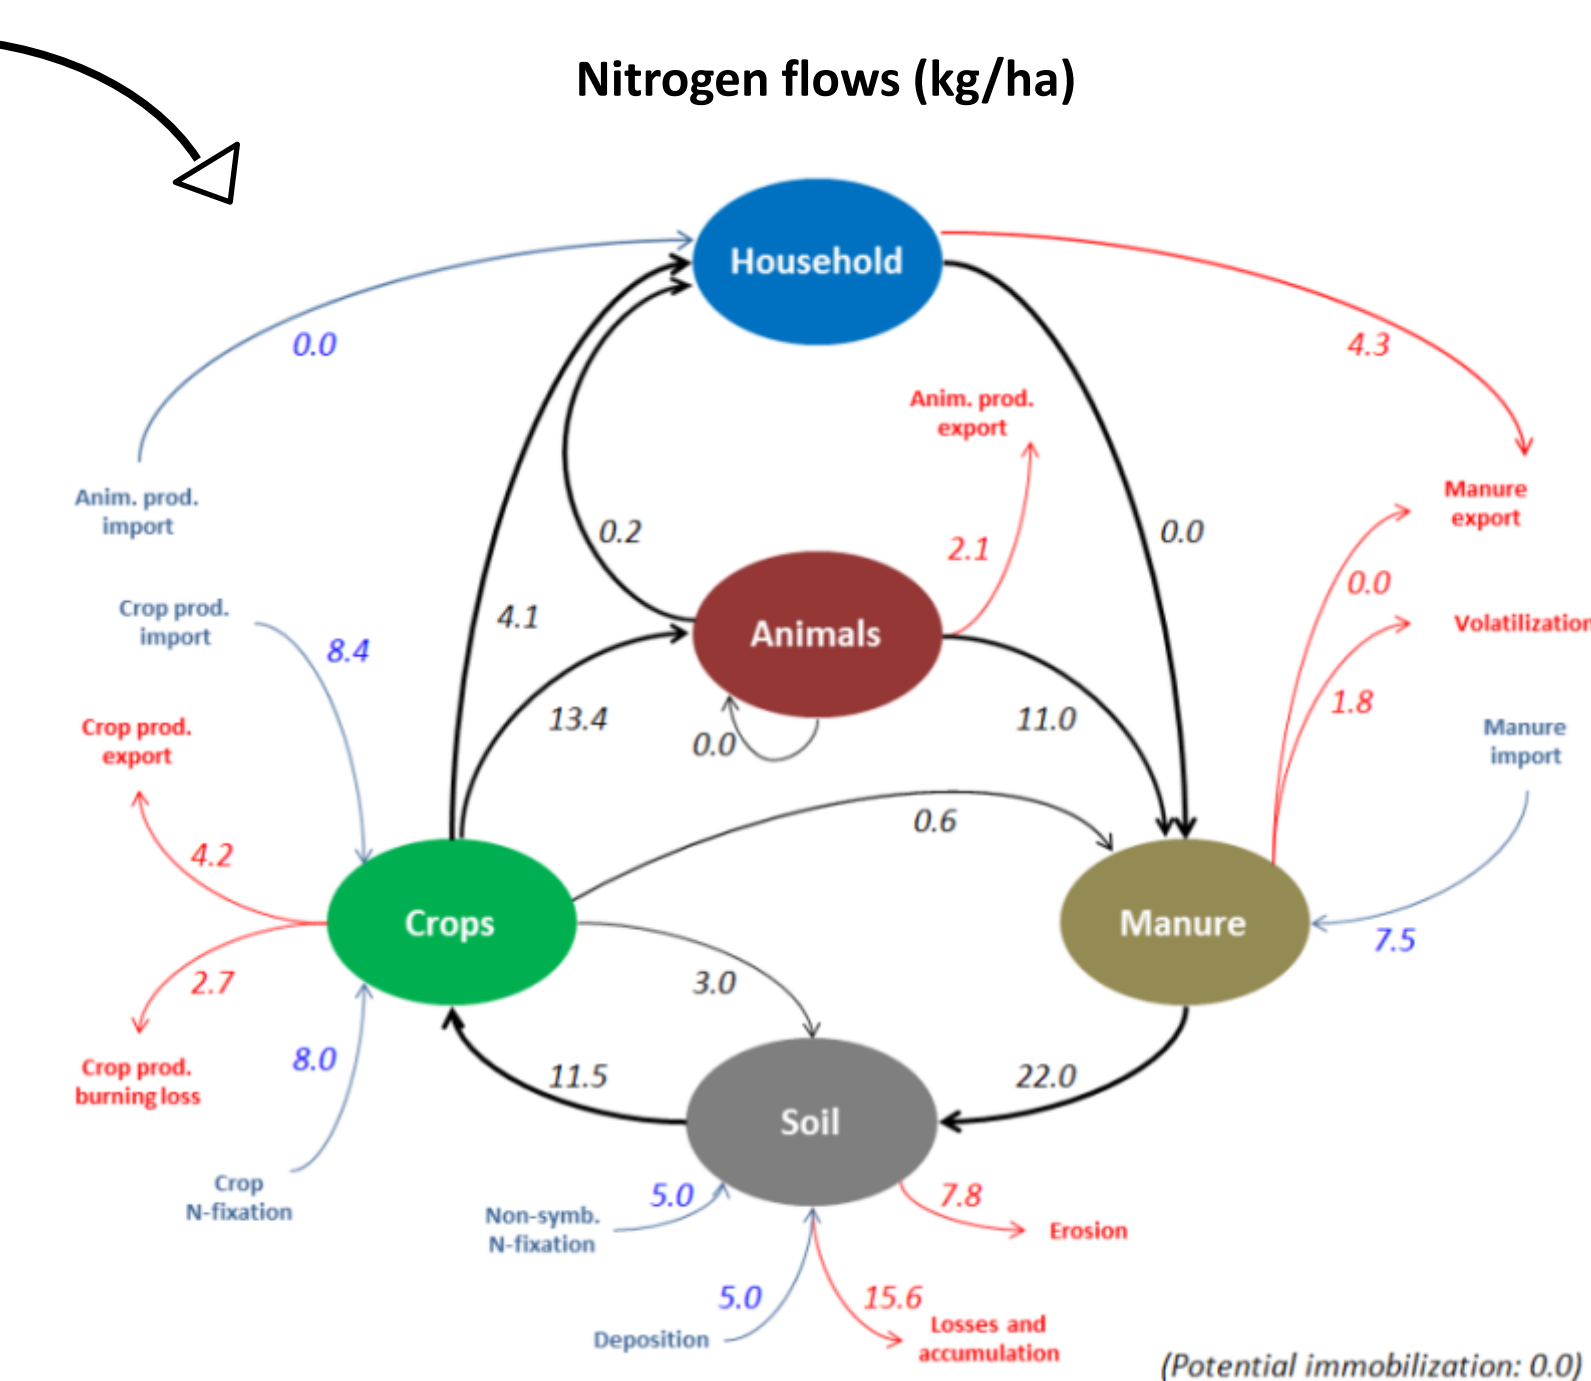 Nitrogen flows (kg/ha)
Household
0.0
4.3
Anim. prod.
export
Anim. prod.
import
Manure
export
0.2
2.1
0.0
0.0
Crop prod.
import
4.1
Animals
Volatilization
8.4
1.8
Crop prod.
export
13.4
0.0
11.0
Manure
import
0.6
4.2
Crops
Manure
7.5
2.7
3.0
Crop prod.
burning loss
8.0
11.5
22.0
Soil
Crop
N-fixation
5.0
7.8
Non-symb.
N-fixation
Erosion
5.0
15.6
Deposition
Losses and
accumulation
(Potential immobilization: 0.0)